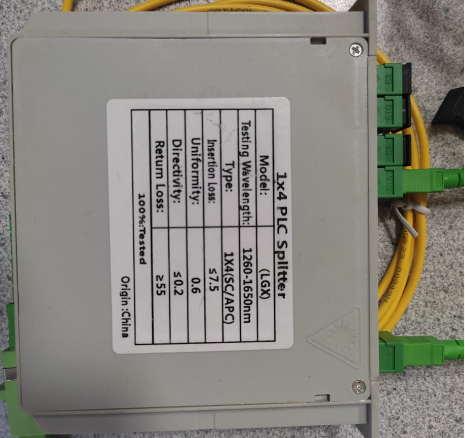 1x4 PLC Splitter
Model: (LGX)
Testing Wavelength: 1260-1650nm
Type: 1X4(SC/APC)
Insertion Loss: ≤7.5
Uniformity: 0.6
Directivity: ≤0.2
Return Loss: ≥55
100%Tested
Origin :China